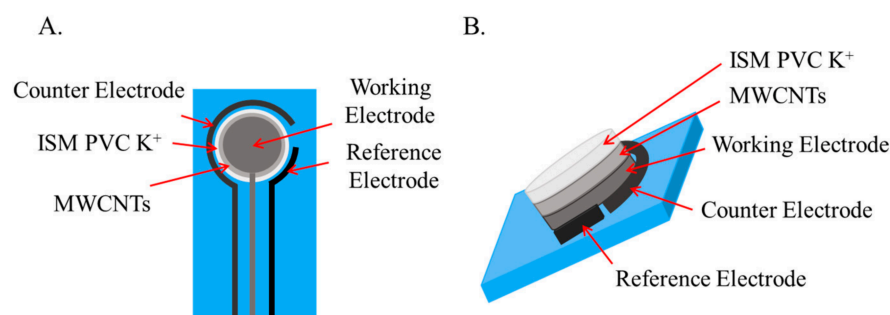 A.
Counter Electrode
ISM PVC K⁺
MWCNTs
Working
Electrode
Reference
Electrode
B.
ISM PVC K⁺
MWCNTs
Working Electrode
Counter Electrode
Reference Electrode